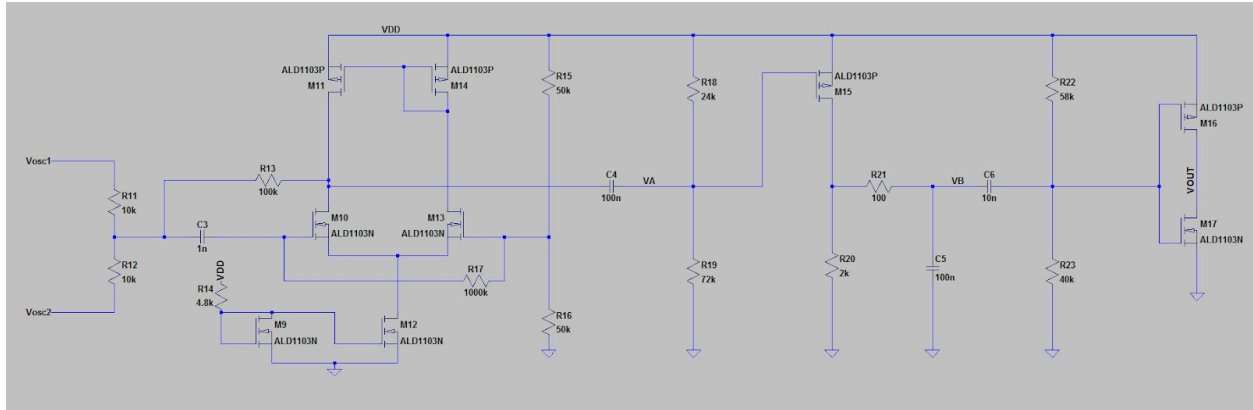 VDD
ALD1103P
M11
ALD1103P
M14
R15
50k
R18
24k
ALD1103P
M15
R22
58k
ALD1103P
M16
Vosc1
R11
10k
R13
100k
C4
100n
VA
R21
100
VB
C6
10n
VOUT
C3
1n
M10
ALD1103N
M13
ALD1103N
M17
ALD1103N
R12
10k
R17
1000k
R19
72k
R20
2k
C5
100n
R23
40k
VDD
R14
4.8k
Vosc2
M9
ALD1103N
M12
ALD1103N
R16
50k